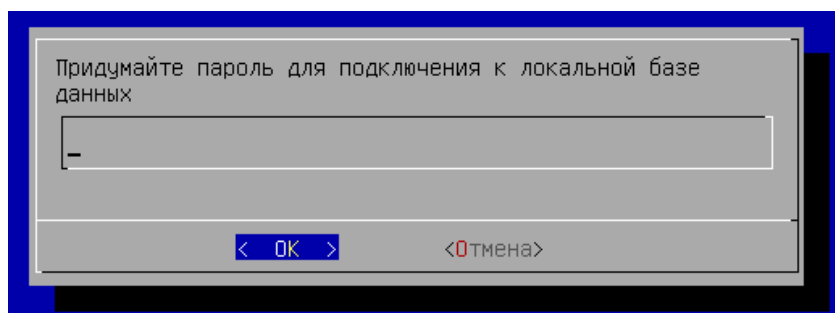 Придумайте пароль для подключения к локальной базе
данных
< OK >	<Отмена>